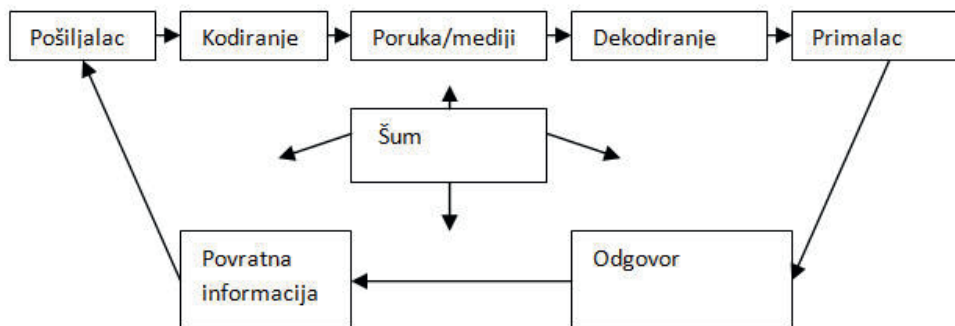 Pošiljalac
Kodiranje
Poruka/mediji
Dekodiranje
Primalac
Šum
Povratna
informacija
Odgovor